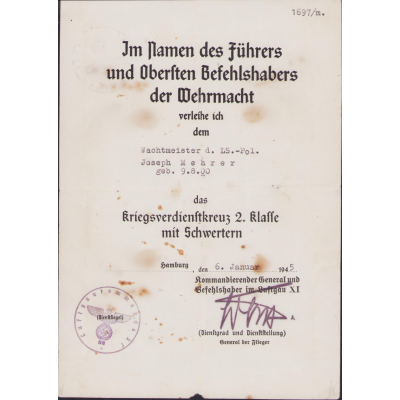 1697/m.
Im Namen des Führers
und Obersten Befehlshabers
der Wehrmacht
verleihe ich
dem
Wachtmeister d. LS.-Pol.
Joseph Mehrer
geb. 9.8.00
das
Kriegsverdienstkreuz 2. Klasse
mit Schwertern
Hamburg, den 6. Januar 1945
Kommandierender General und
Befehlshaber im Luftgau XI
(Dienstsiegel)
(Dienstgrad und Dienststellung)
General der Flieger